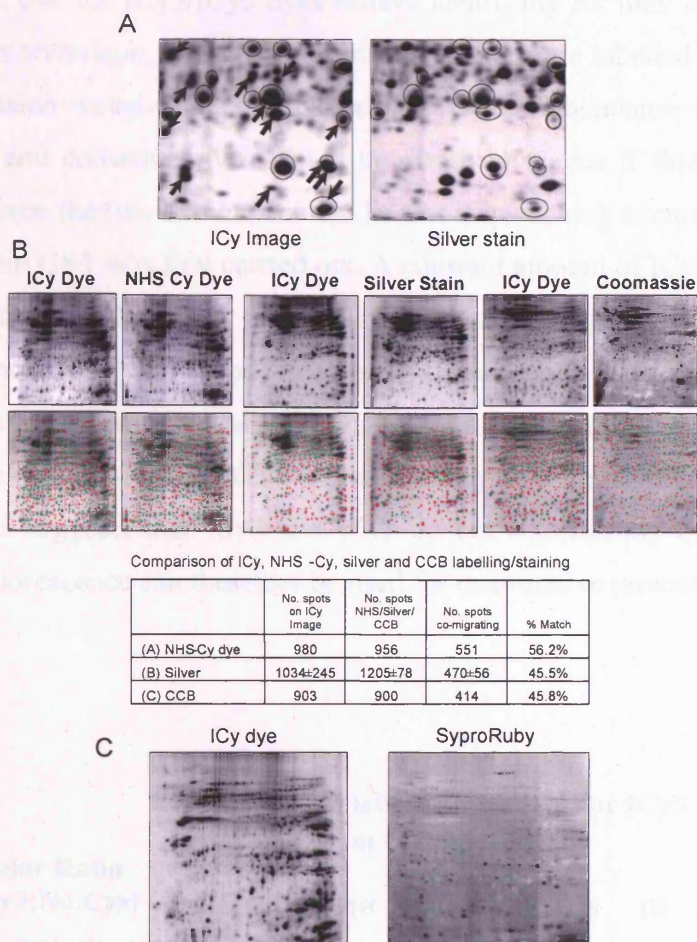 A
ICy Image Silver stain
B
ICy Dye NHS Cy Dye ICy Dye Silver Stain ICy Dye Coomassie
Comparison of ICy, NHS -Cy, silver and CCB labelling/staining
No. spots on ICy Image No. spots NHS/Silver/ CCB No. spots co-migrating % Match
(A) NHS-Cy dye 980 956 551 56.2%
(B) Silver 1034±245 1205±78 470±56 45.5%
(C) CCB 903 900 414 45.8%
C
ICy dye SyproRuby